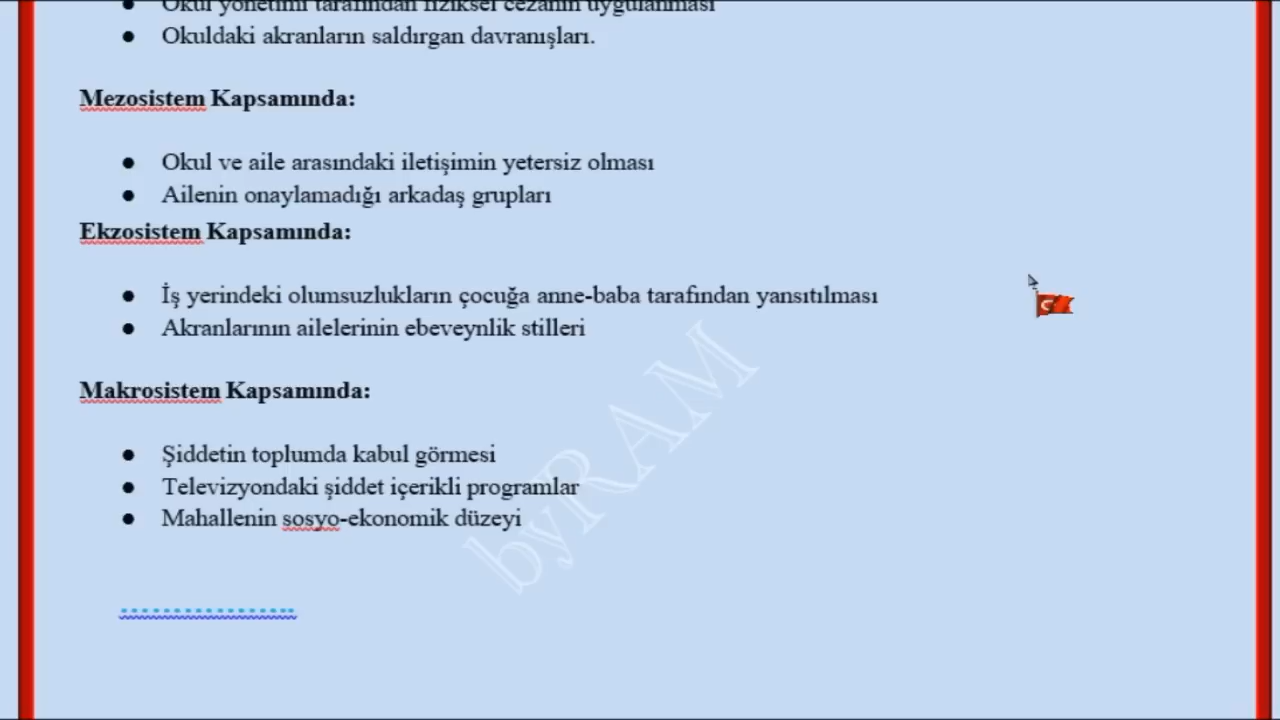 Okul yönetimi tarafından fiziksel cezanın uygulanması
● Okuldaki akranların saldırgan davranışları.
Mezosistem Kapsamında:
● Okul ve aile arasındaki iletişimin yetersiz olması
● Ailenin onaylamadığı arkadaş grupları
Ekzosistem Kapsamında:
● İş yerindeki olumsuzlukların çocuğa anne-baba tarafından yansıtılması
● Akranlarının ailelerinin ebeveynlik stilleri
Makrosistem Kapsamında:
● Şiddetin toplumda kabul görmesi
● Televizyondaki şiddet içerikli programlar
● Mahallenin sosyo-ekonomik düzeyi
byRAM